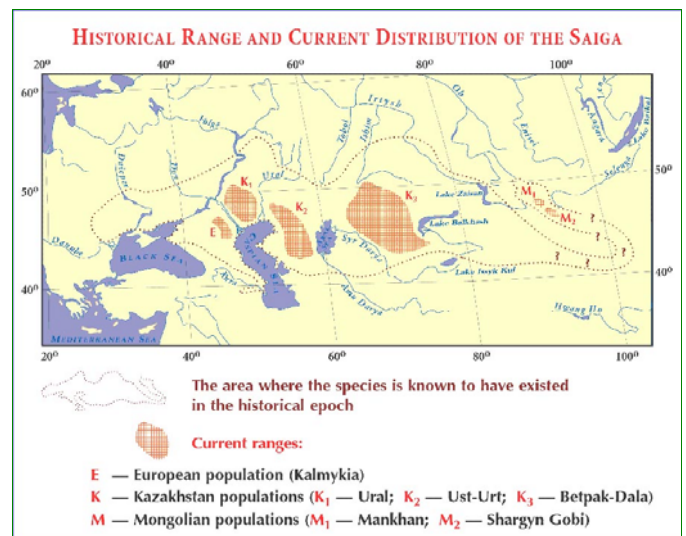 HISTORICAL RANGE AND CURRENT DISTRIBUTION OF THE SAIGA
20° 40° 60° 80° 100°
60°
Irtysh
Ob
Tobol
Ishim
Enisei
Angara
Lena
Lake Baikal
Selenga
Dnieper
Don
Ural
50° 50°
K1
K2
K3
E
M1
M2
Lake Zaisan
Lake Balkhash
Lake Issyk Kul
Danube
BLACK SEA
CASPIAN SEA
Syr Darya
Amu Darya
? ? ? ? ?
40° 40°
Hwang Ho
MEDITERRANEAN SEA
20° 40° 60° 80° 100°
The area where the species is known to have existed
in the historical epoch
Current ranges:
E — European population (Kalmykia)
K — Kazakhstan populations (K1 — Ural; K2 — Ust-Urt; K3 — Betpak-Dala)
M — Mongolian populations (M1 — Mankhan; M2 — Shargyn Gobi)